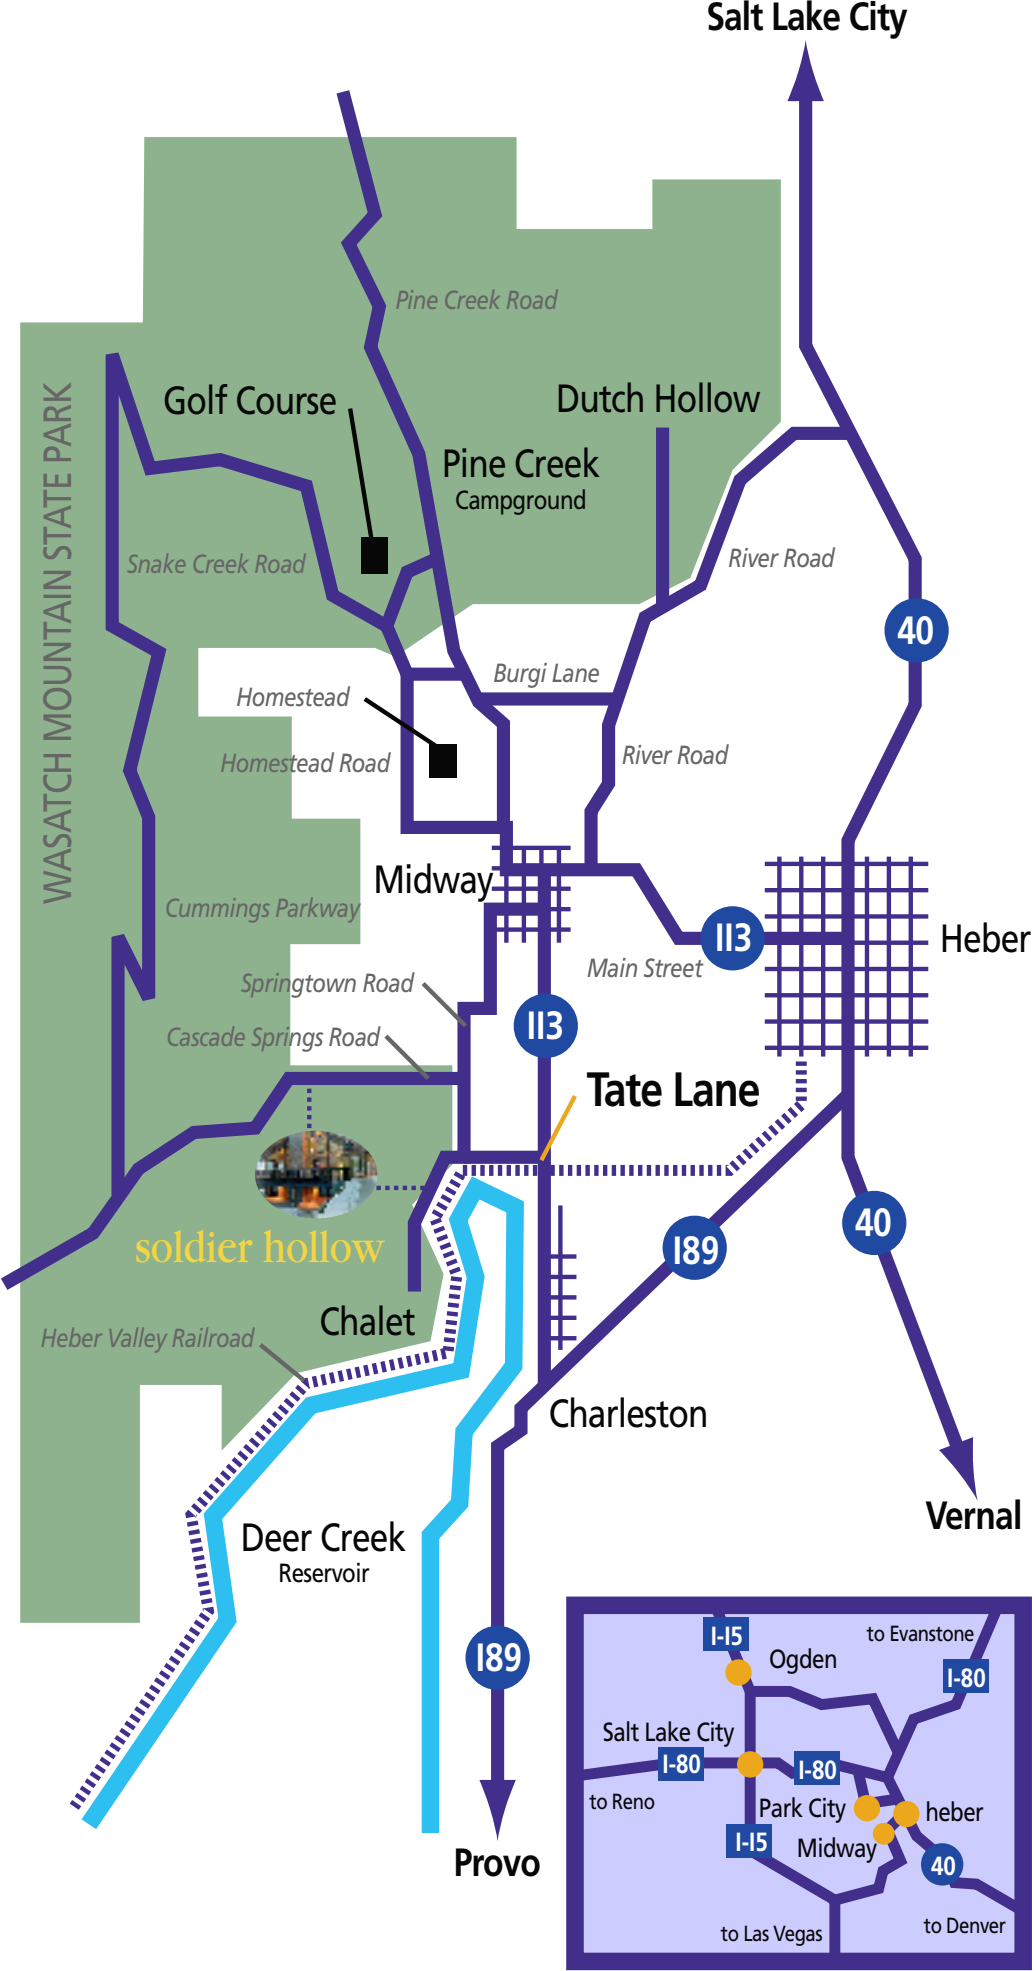 Salt Lake City
Pine Creek Road
WASATCH MOUNTAIN STATE PARK
Golf Course
Dutch Hollow
Pine Creek
Campground
Snake Creek Road
River Road
40
Burgi Lane
Homestead
Homestead Road
River Road
Midway
Cummings Parkway
113
Heber
Main Street
Springtown Road
113
Cascade Springs Road
Tate Lane
40
189
soldier hollow
Chalet
Heber Valley Railroad
Charleston
Vernal
Deer Creek
Reservoir
189
Provo
I-15
to Evanstone
Ogden
I-80
Salt Lake City
I-80
I-80
to Reno
Park City
heber
I-15
Midway
40
to Las Vegas
to Denver